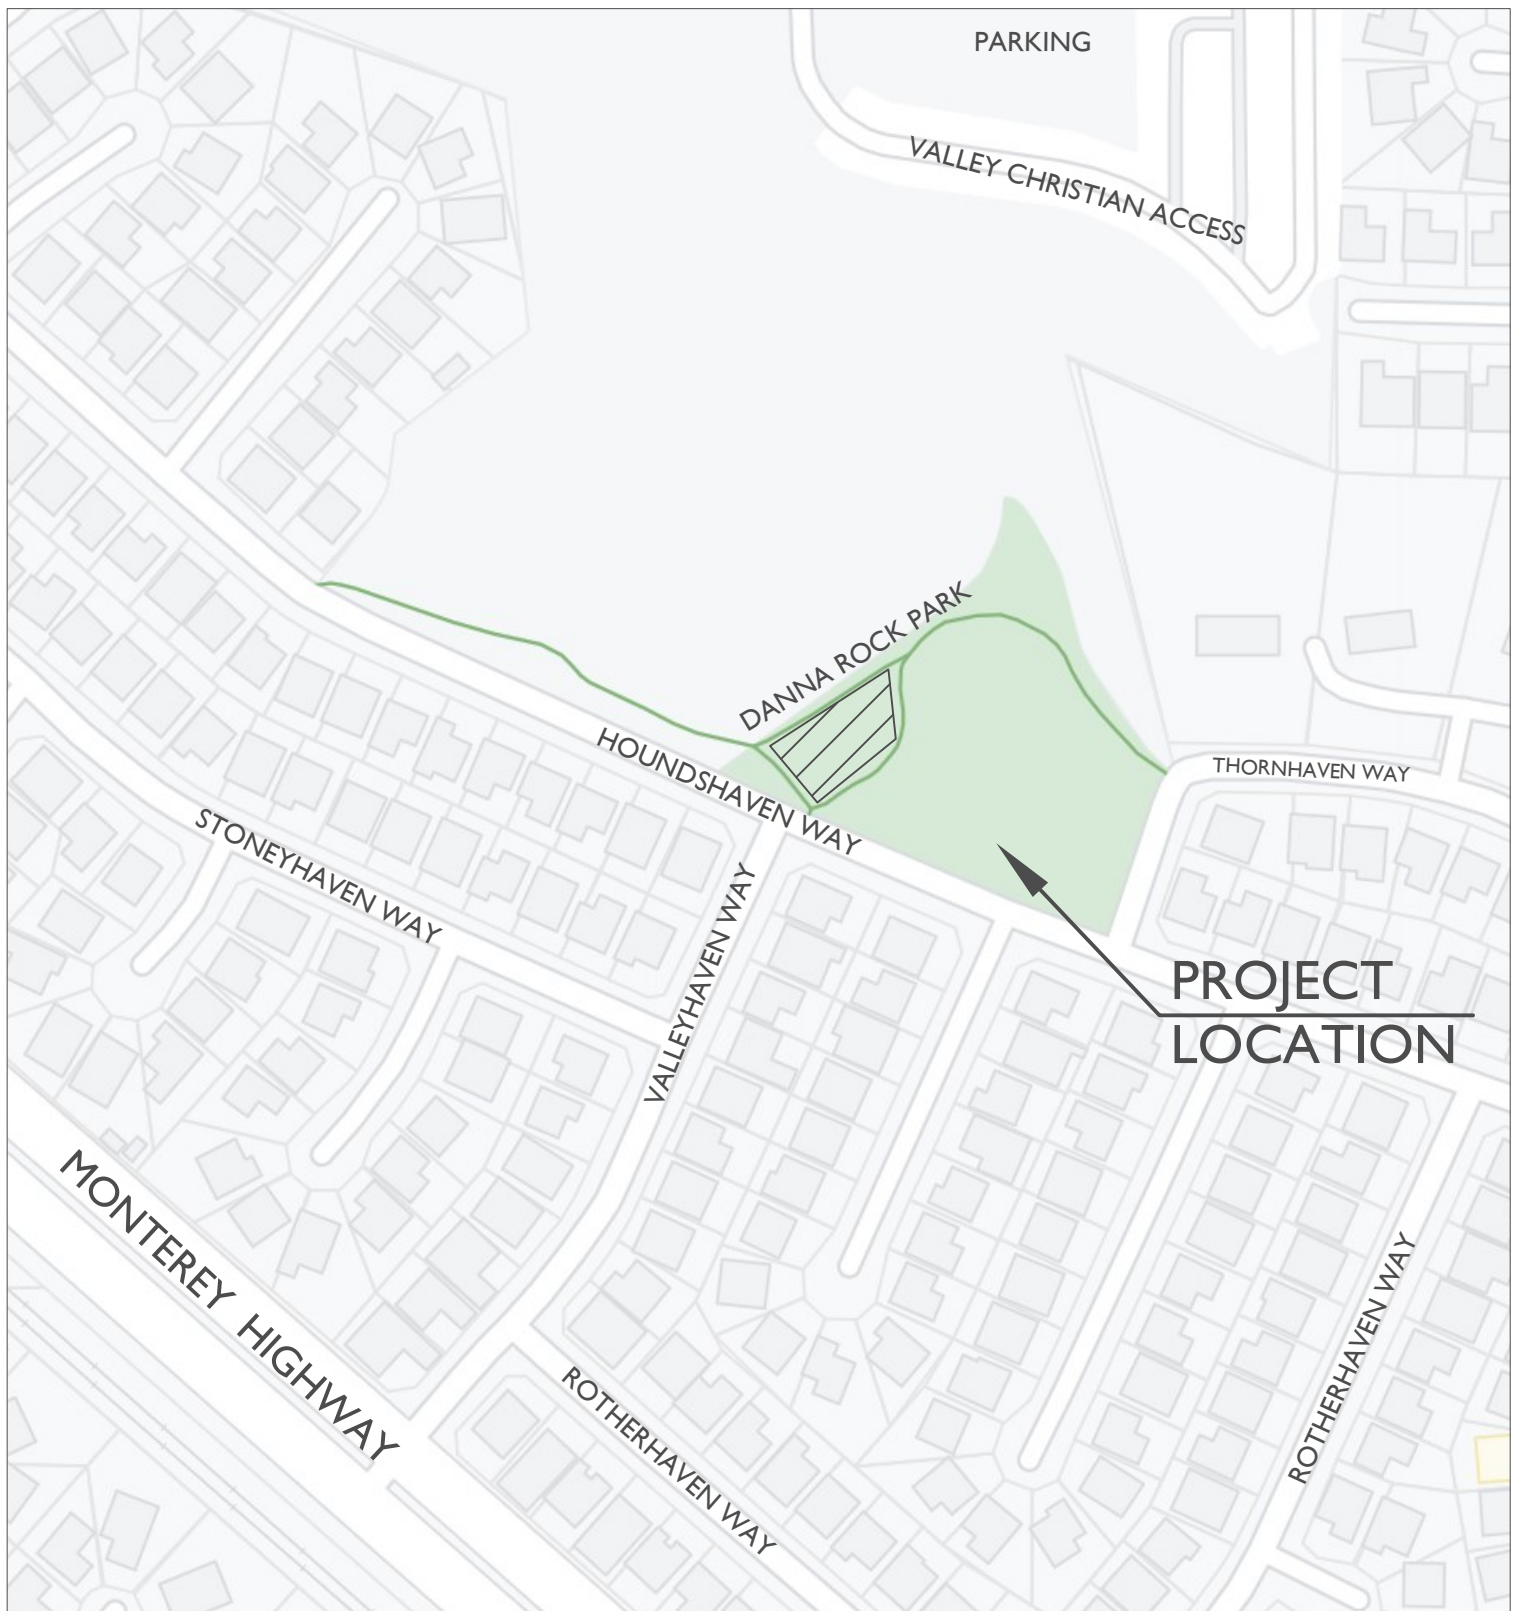 PARKING
VALLEY CHRISTIAN ACCESS
DANNA ROCK PARK
HOUNDSHAVEN WAY
THORNHAVEN WAY
STONEYHAVEN WAY
VALLEYHAVEN WAY
PROJECT
LOCATION
MONTEREY HIGHWAY
ROTHERHAVEN WAY
ROTHERHAVEN WAY